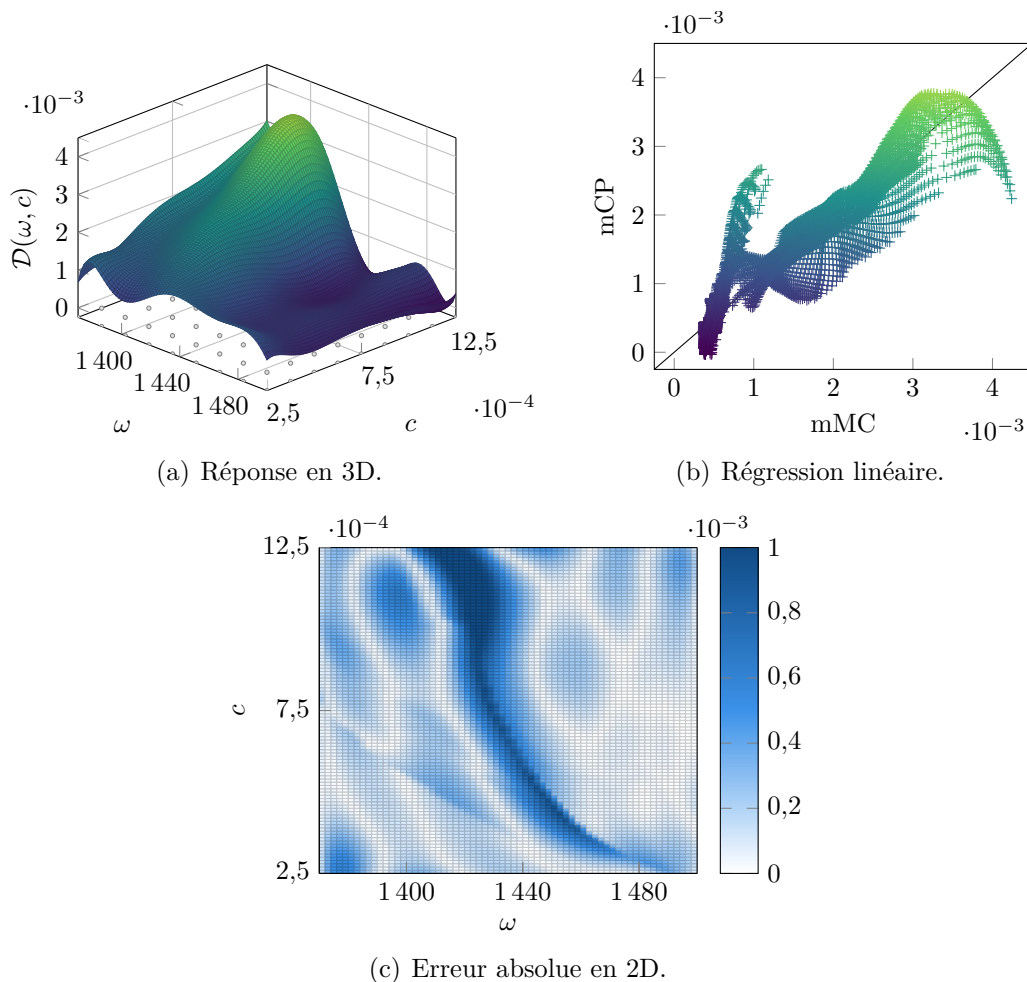 ·10⁻³
𝒟(ω, c)
4
3
2
1
0
1 400
1 440
1 480
ω
2,5
7,5
12,5
·10⁻⁴
c
(a) Réponse en 3D.
·10⁻³
mCP
4
3
2
1
0
0 1 2 3 4
mMC
·10⁻³
(b) Régression linéaire.
·10⁻⁴
c
12,5
7,5
2,5
1 400 1 440 1 480
ω
·10⁻³
1
0,8
0,6
0,4
0,2
0
(c) Erreur absolue en 2D.